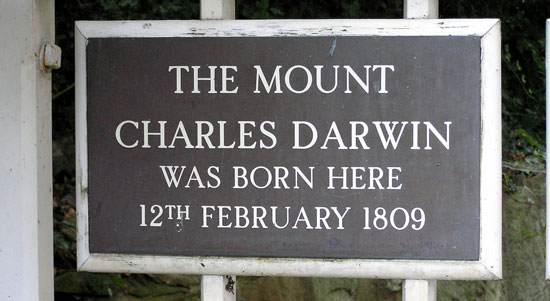 THE MOUNT
CHARLES DARWIN
WAS BORN HERE
12TH FEBRUARY 1809